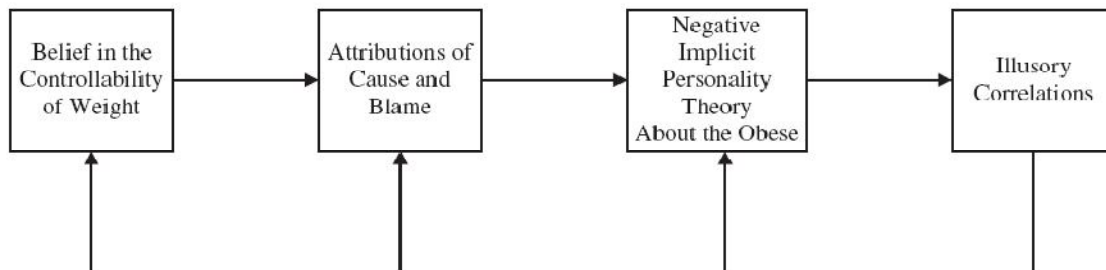 Belief in the
Controllability
of Weight
Attributions of
Cause and
Blame
Negative
Implicit
Personality
Theory
About the Obese
Illusory
Correlations